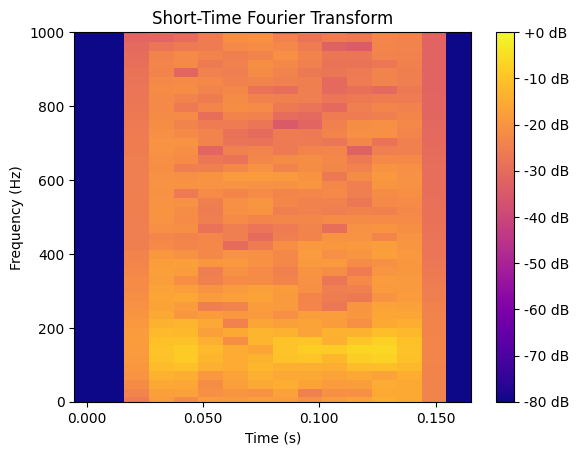 Short-Time Fourier Transform
Frequency (Hz)
1000
800
600
400
200
0
0.000
0.050
0.100
0.150
Time (s)
+0 dB
-10 dB
-20 dB
-30 dB
-40 dB
-50 dB
-60 dB
-70 dB
-80 dB